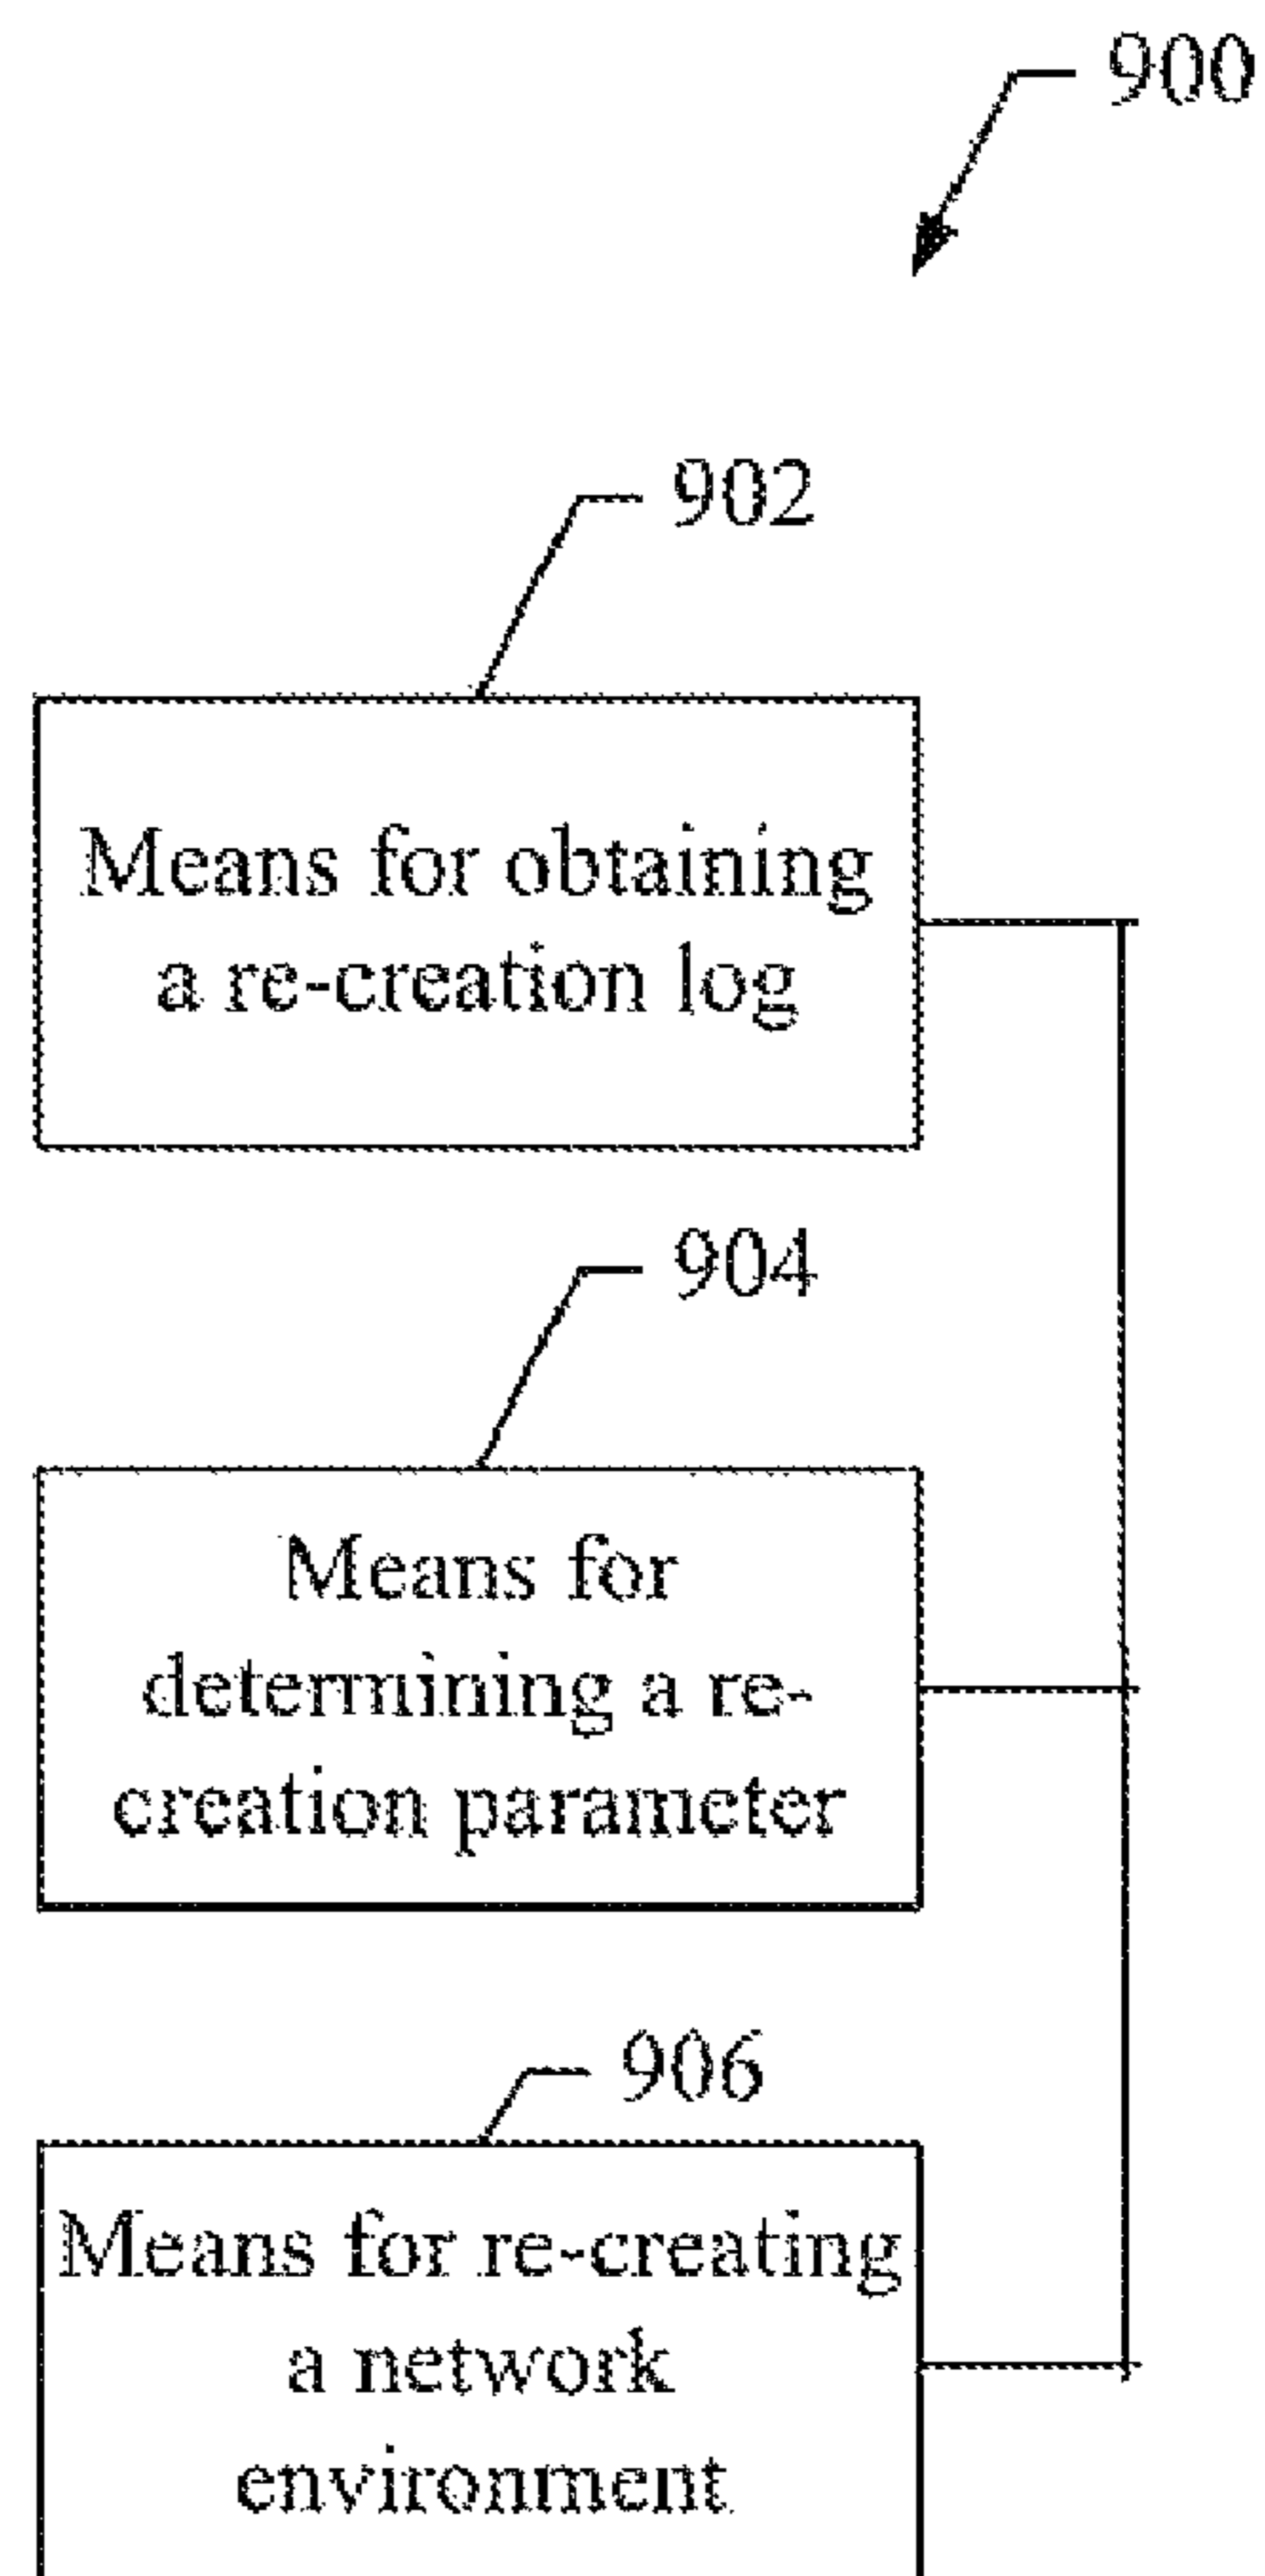 900
902
Means for obtaining
a re-creation log
904
Means for
determining a re-
creation parameter
906
Means for re-creating
a network
environment